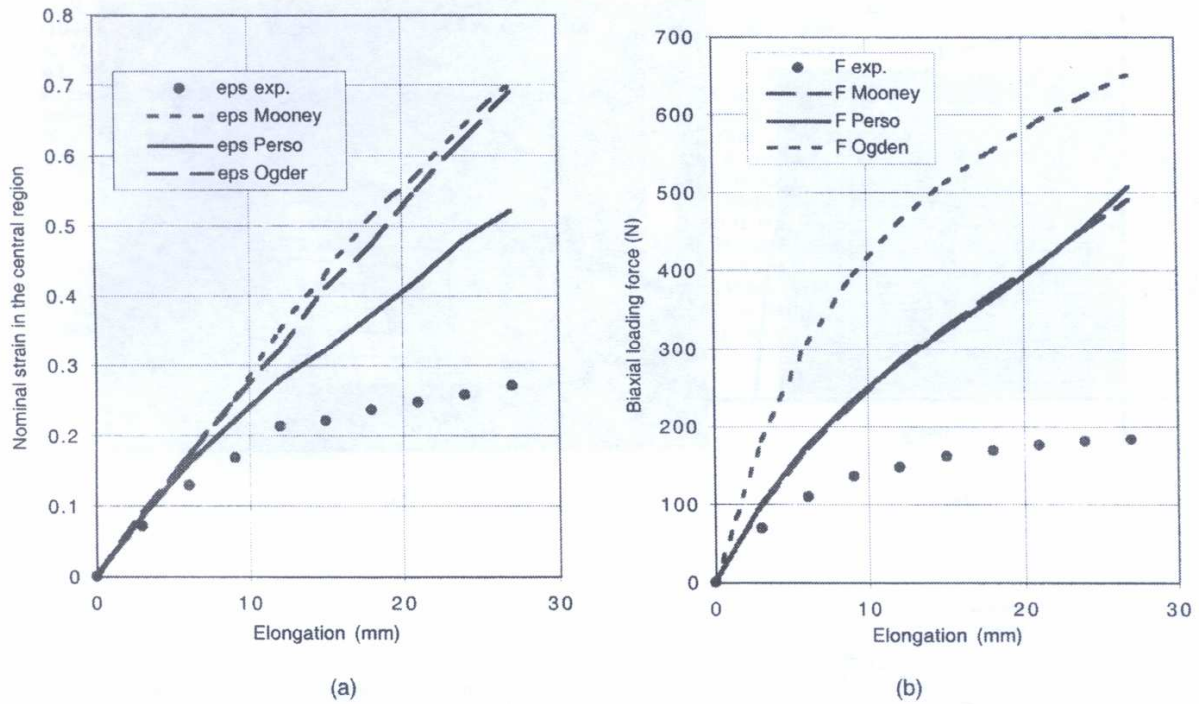 0.8
0.7
0.6
0.5
0.4
0.3
0.2
0.1
0
Nominal strain in the central region
eps exp.
eps Mooney
eps Perso
eps Ogder
0 10 20 30
Elongation (mm)
(a)
700
600
500
400
300
200
100
0
Biaxial loading force (N)
F exp.
F Mooney
F Perso
F Ogden
0 10 20 30
Elongation (mm)
(b)